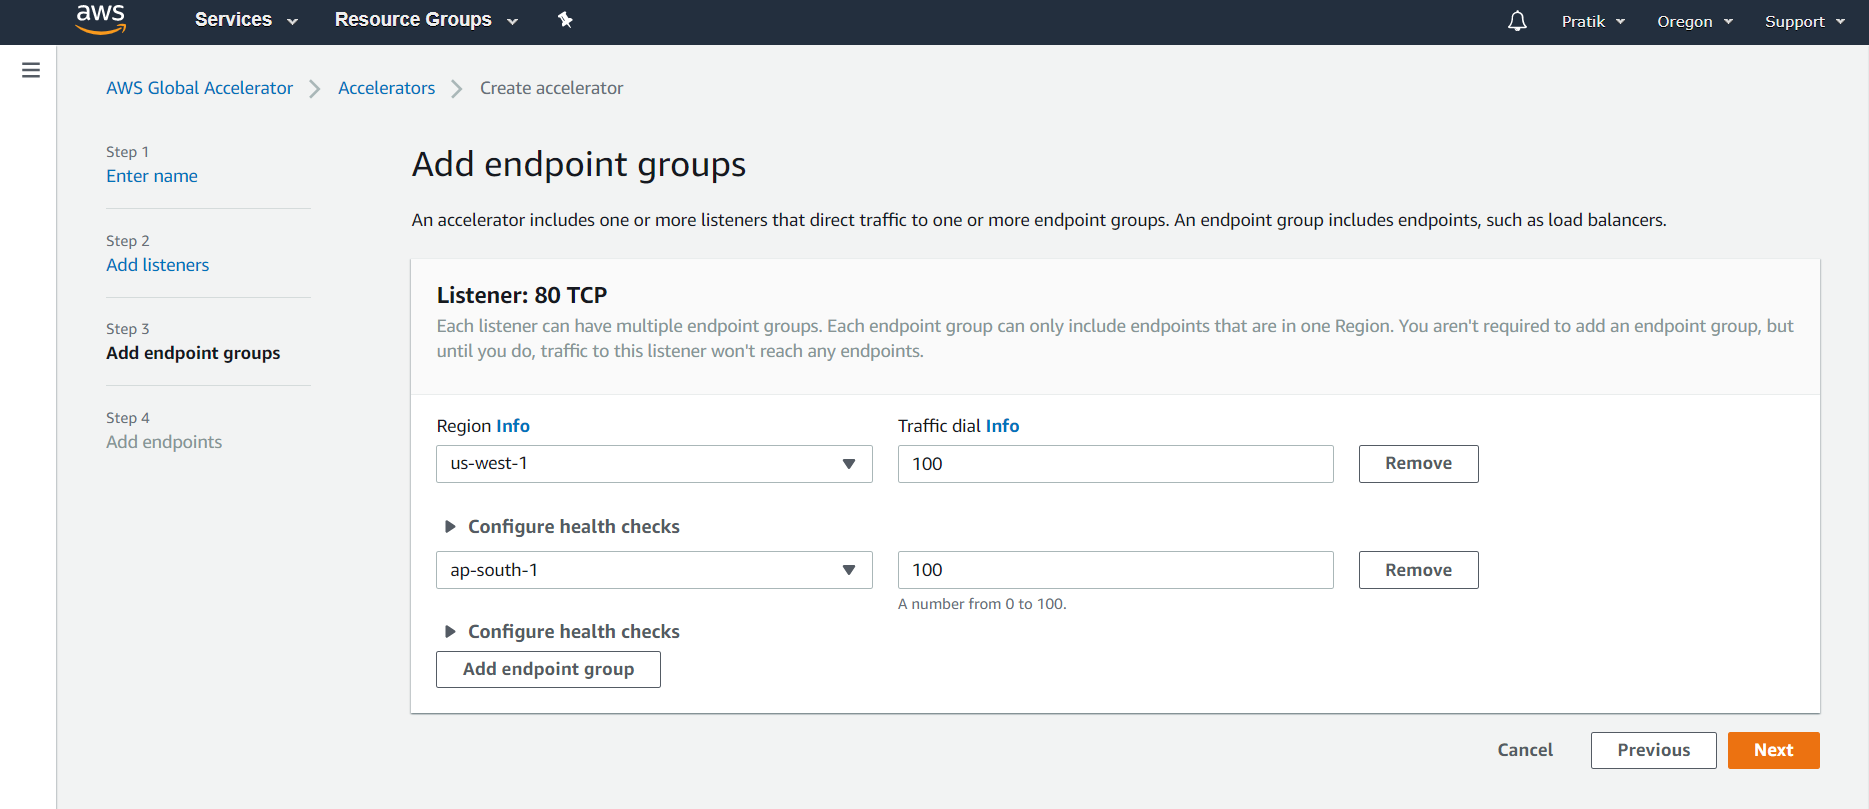 aws Services Resource Groups Pratik Oregon Support
AWS Global Accelerator Accelerators Create accelerator
Step 1
Enter name
Step 2
Add listeners
Step 3
Add endpoint groups
Step 4
Add endpoints
Add endpoint groups
An accelerator includes one or more listeners that direct traffic to one or more endpoint groups. An endpoint group includes endpoints, such as load balancers.
Listener: 80 TCP
Each listener can have multiple endpoint groups. Each endpoint group can only include endpoints that are in one Region. You aren't required to add an endpoint group, but
until you do, traffic to this listener won't reach any endpoints.
Region Info Traffic dial Info
us-west-1 100 Remove
Configure health checks
ap-south-1 100 Remove
A number from 0 to 100.
Configure health checks
Add endpoint group
Cancel Previous Next